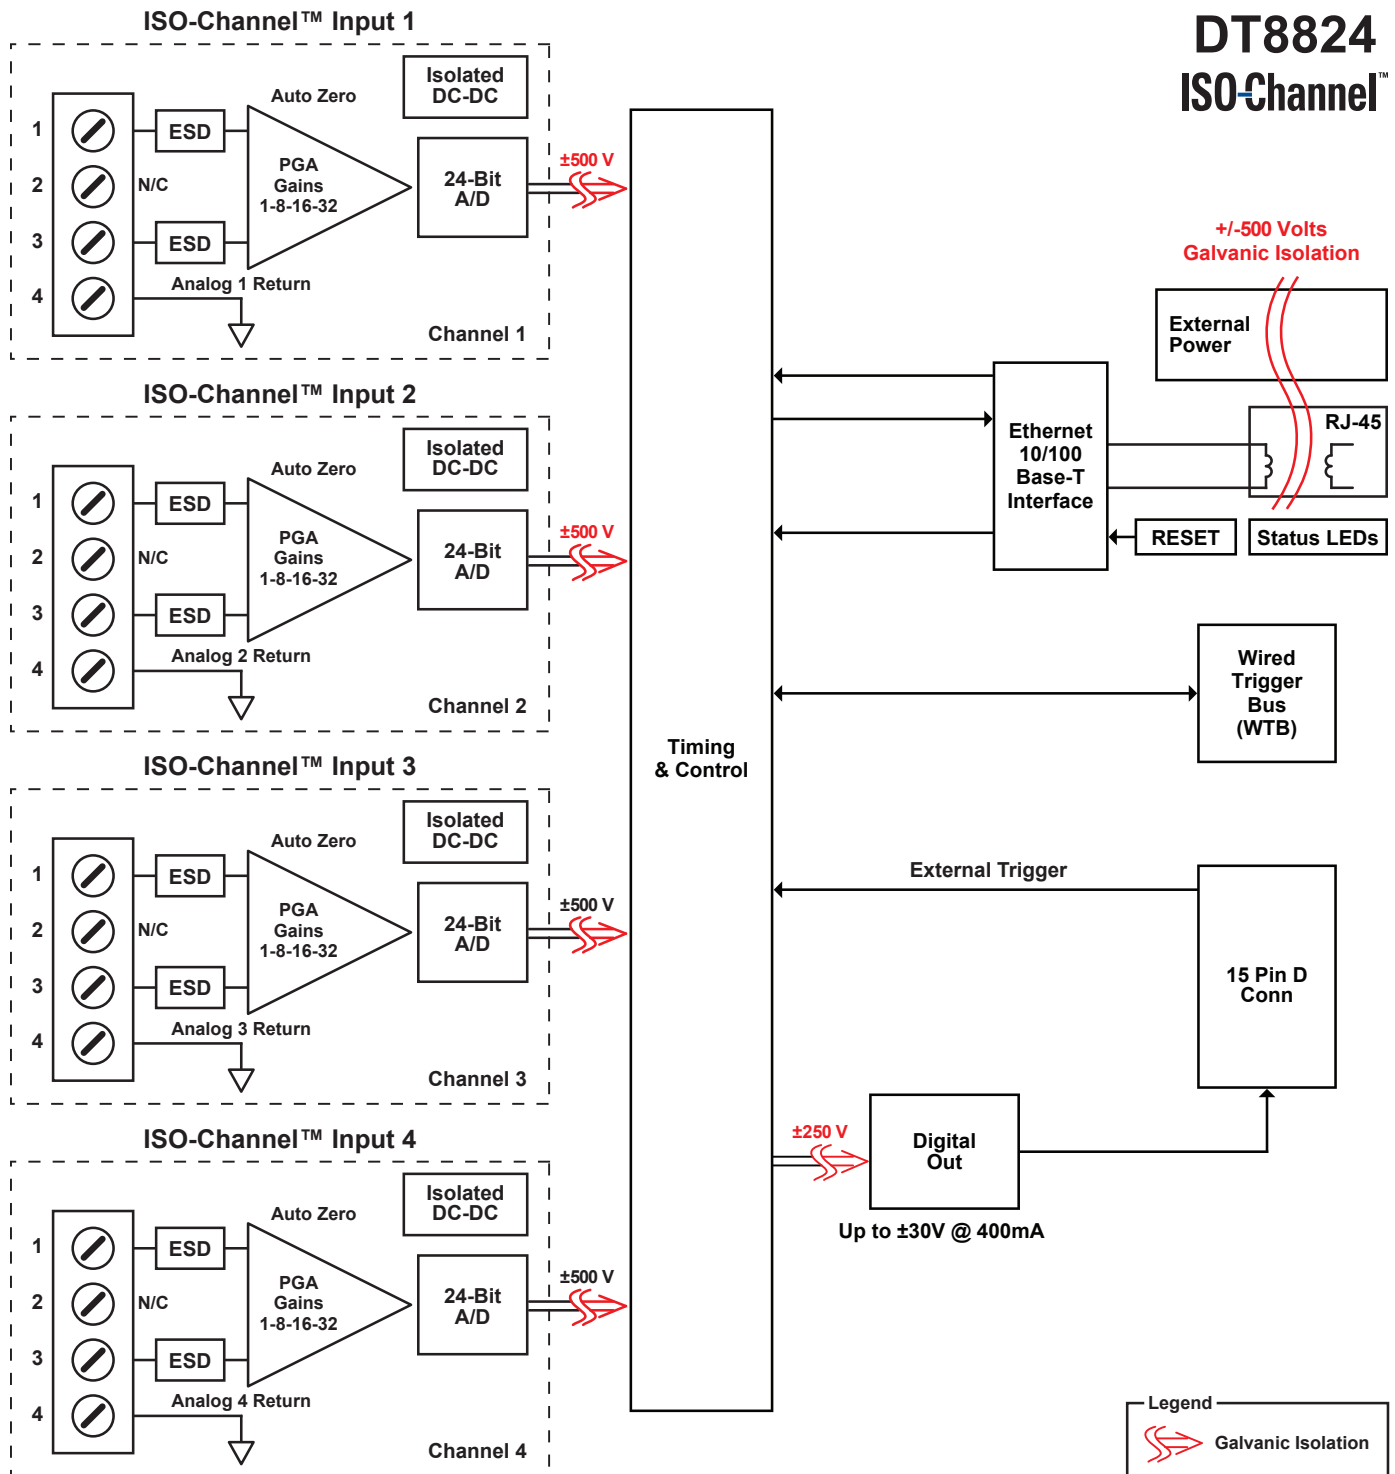 DT8824
ISO-Channel™
ISO-Channel™ Input 1
Isolated
DC-DC
Auto Zero
1
ESD
PGA
Gains
1-8-16-32
24-Bit
A/D
±500 V
2
N/C
3
ESD
Analog 1 Return
4
Channel 1
ISO-Channel™ Input 2
Isolated
DC-DC
Auto Zero
1
ESD
PGA
Gains
1-8-16-32
24-Bit
A/D
±500 V
2
N/C
3
ESD
Analog 2 Return
4
Channel 2
ISO-Channel™ Input 3
Isolated
DC-DC
Auto Zero
1
ESD
PGA
Gains
1-8-16-32
24-Bit
A/D
±500 V
2
N/C
3
ESD
Analog 3 Return
4
Channel 3
ISO-Channel™ Input 4
Isolated
DC-DC
Auto Zero
1
ESD
PGA
Gains
1-8-16-32
24-Bit
A/D
±500 V
2
N/C
3
ESD
Analog 4 Return
4
Channel 4
Timing
& Control
+/-500 Volts
Galvanic Isolation
External
Power
RJ-45
Ethernet
10/100
Base-T
Interface
RESET
Status LEDs
Wired
Trigger
Bus
(WTB)
External Trigger
15 Pin D
Conn
±250 V
Digital
Out
Up to ±30V @ 400mA
Legend
Galvanic Isolation